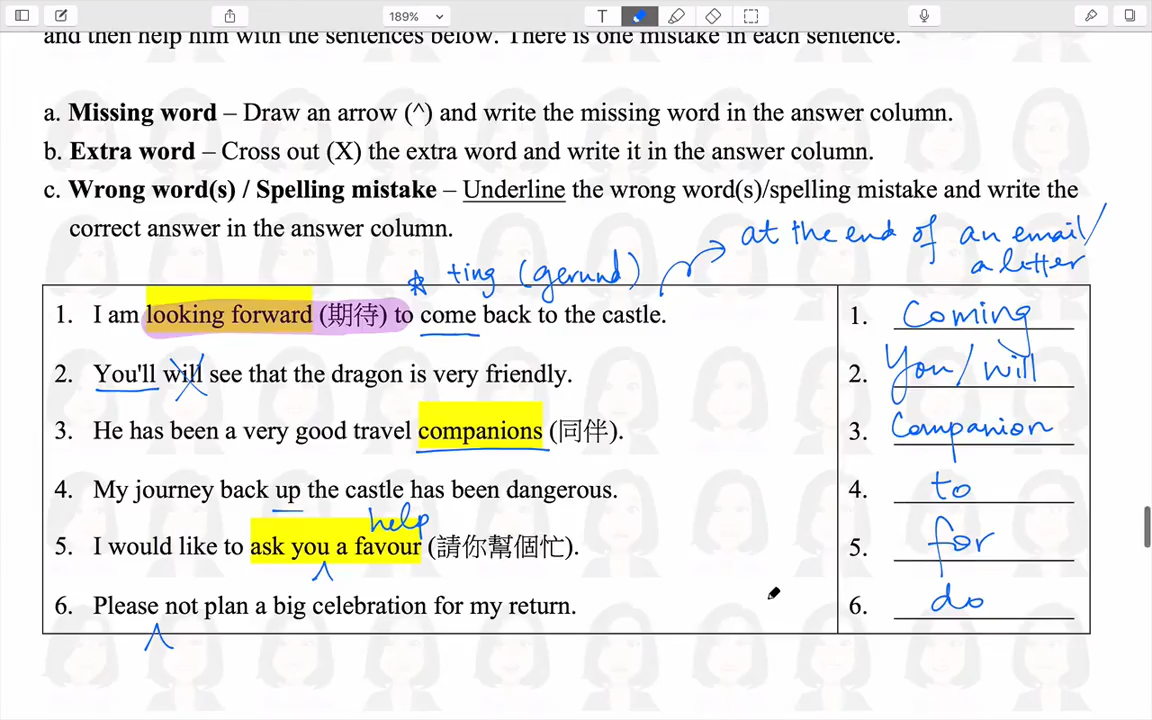 189%
and then help him with the sentences below. There is one mistake in each sentence.
a. Missing word – Draw an arrow (^) and write the missing word in the answer column.
b. Extra word – Cross out (X) the extra word and write it in the answer column.
c. Wrong word(s) / Spelling mistake – Underline the wrong word(s)/spelling mistake and write the
correct answer in the answer column.
at the end of an email/
a letter
* ting (gerund)
1. I am looking forward (期待) to come back to the castle. 1. Coming
2. You'll will see that the dragon is very friendly. 2. You/will
3. He has been a very good travel companions (同伴). 3. Companion
4. My journey back up the castle has been dangerous. 4. to
help
5. I would like to ask you a favour (請你幫個忙). 5. for
^
6. Please not plan a big celebration for my return. 6. do
^